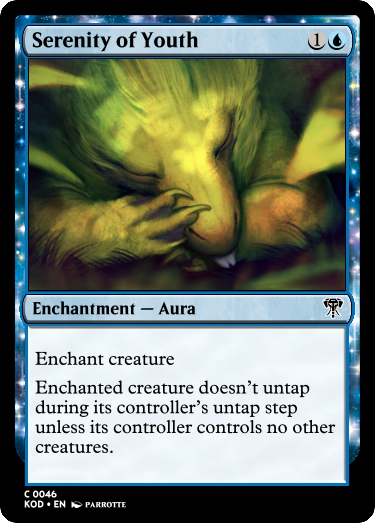 Serenity of Youth 1
Enchantment — Aura
Enchant creature
Enchanted creature doesn't untap
during its controller's untap step
unless its controller controls no other
creatures.
C 0046
KOD • EN PARROTTE